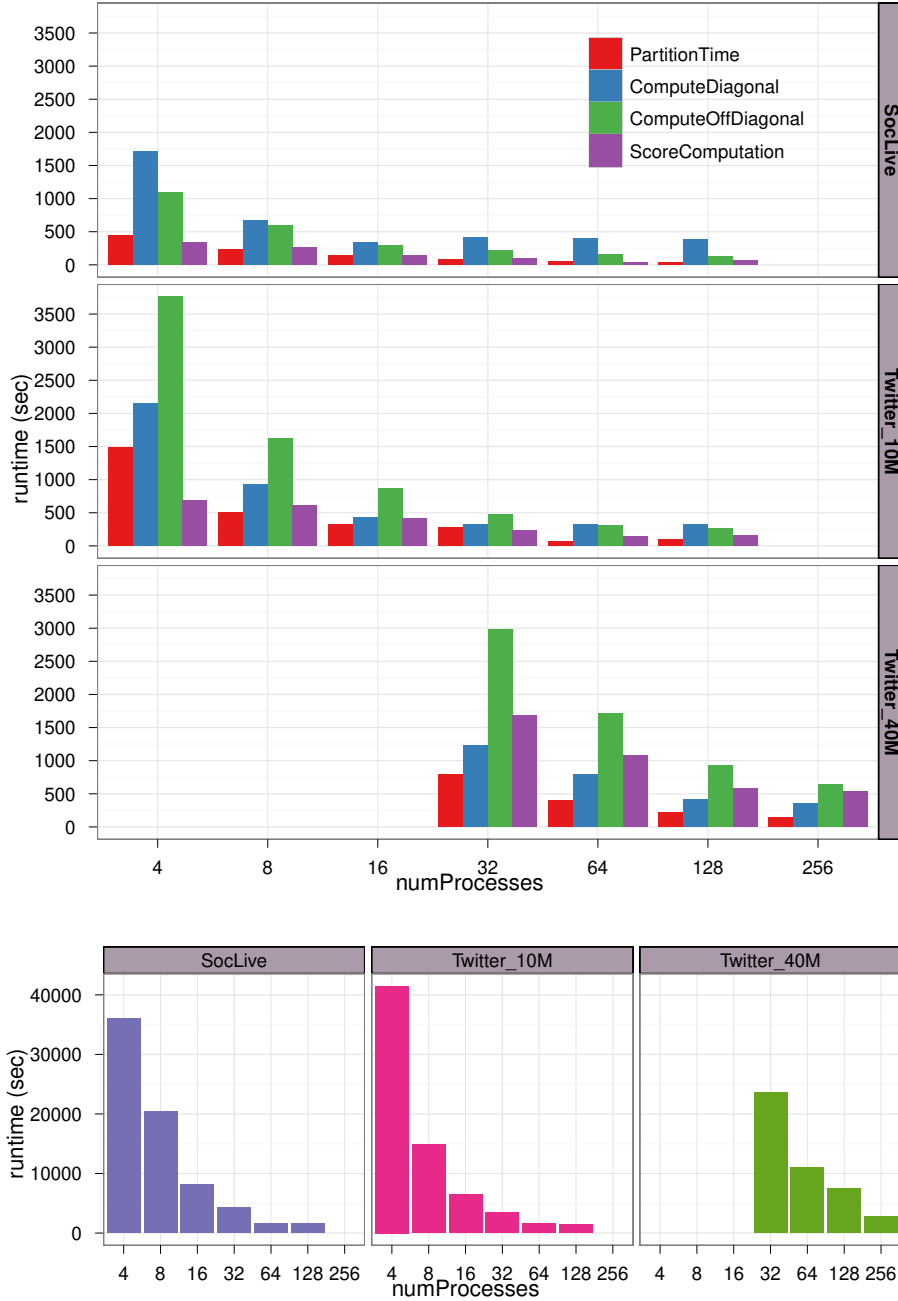 3500
3000
2500
2000
1500
1000
500
0
PartitionTime
ComputeDiagonal
ComputeOffDiagonal
ScoreComputation
SocLive
3500
3000
2500
2000
1500
1000
500
0
Twitter_10M
runtime (sec)
3500
3000
2500
2000
1500
1000
500
0
Twitter_40M
4 8 16 32 64 128 256
numProcesses
SocLive Twitter_10M Twitter_40M
40000
30000
20000
10000
0
runtime (sec)
4 8 16 32 64 128 256 4 8 16 32 64 128 256 4 8 16 32 64 128 256
numProcesses